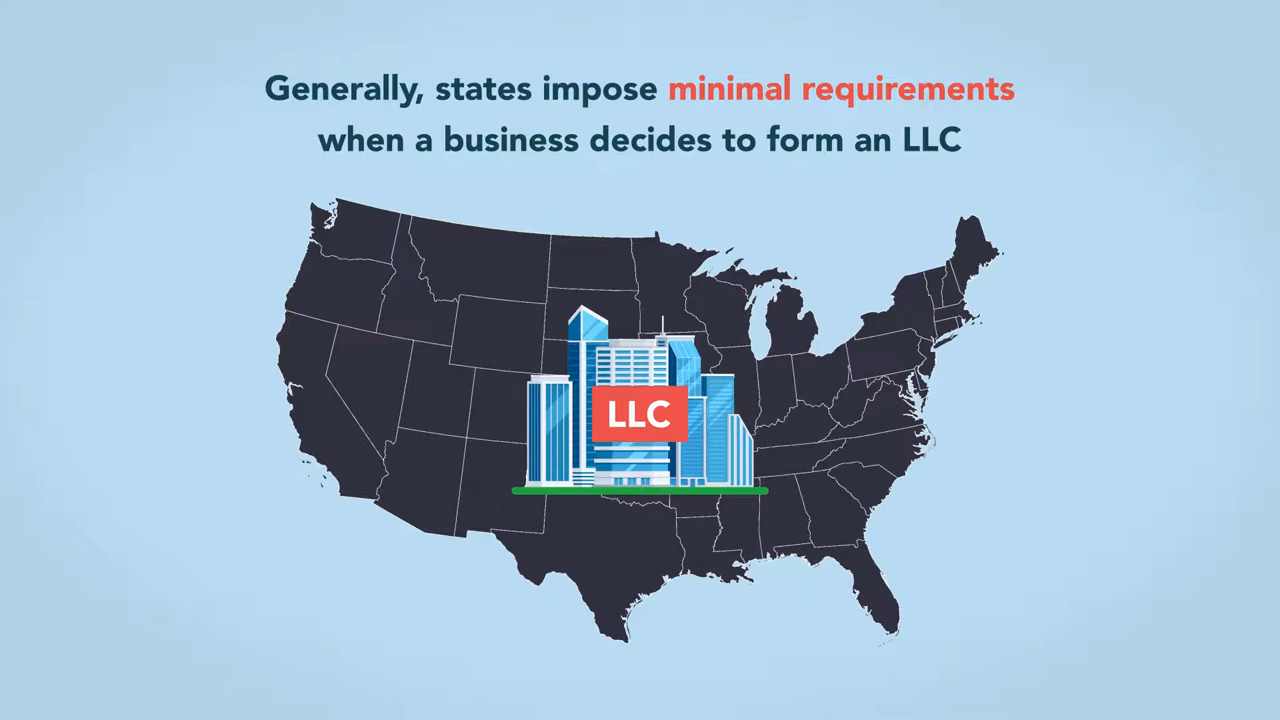 Generally, states impose minimal requirements
when a business decides to form an LLC
LLC